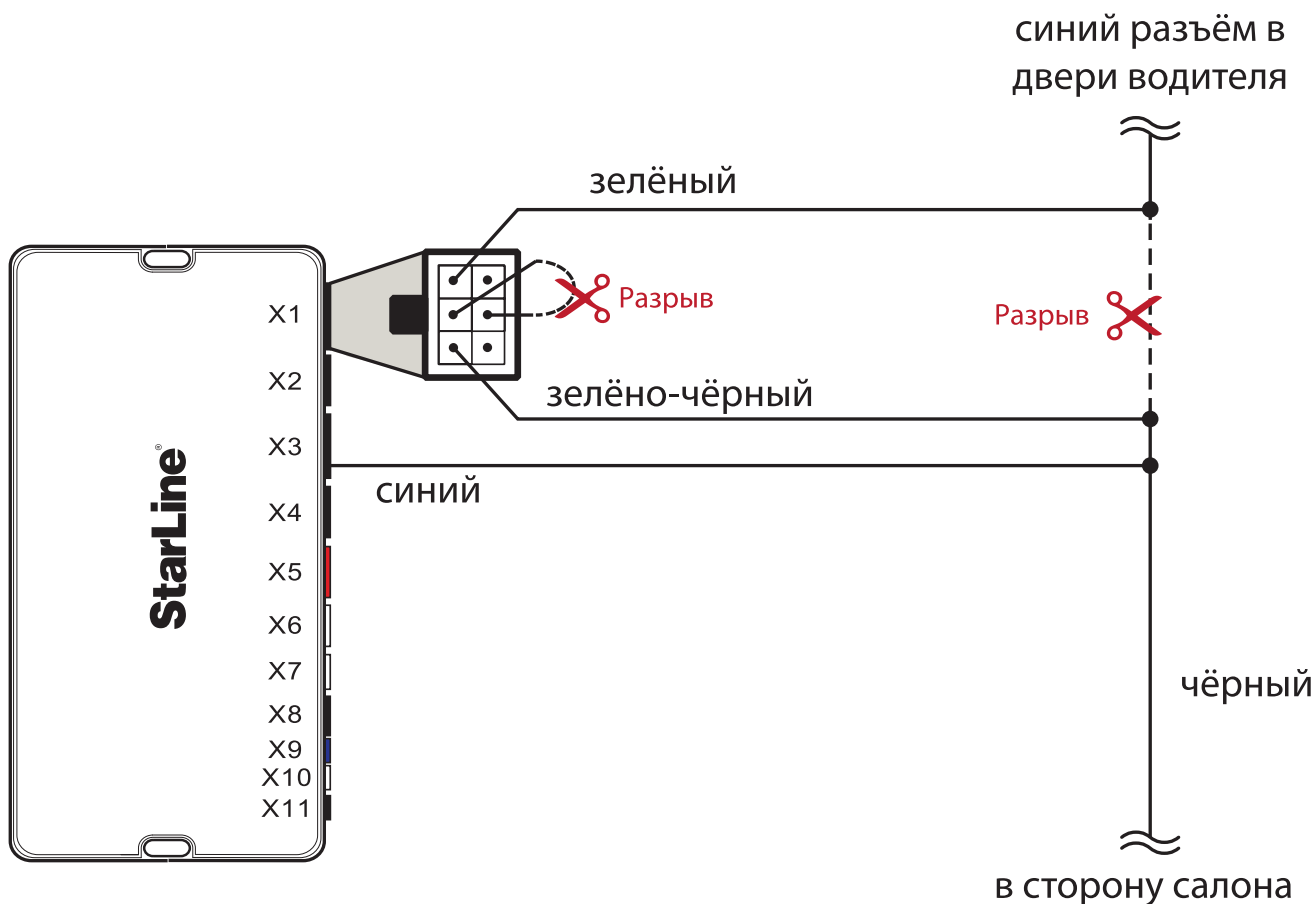 синий разъём в
двери водителя
зелёный
Разрыв
Разрыв
зелёно-чёрный
синий
чёрный
в сторону салона
StarLine®
X1
X2
X3
X4
X5
X6
X7
X8
X9
X10
X11